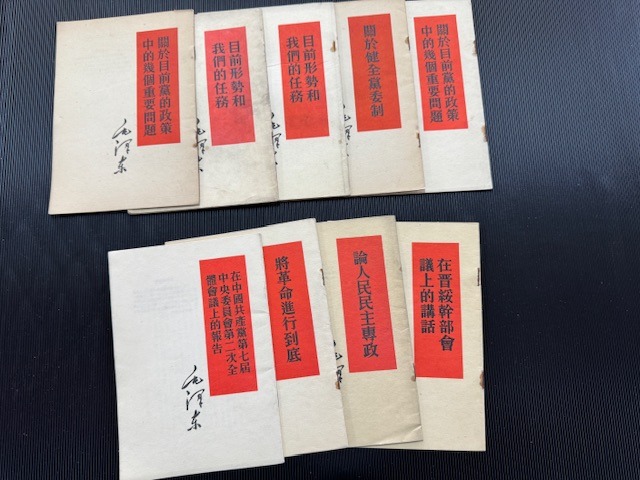 關於目前黨的政策
中的幾個重要問題
毛澤东
目前形勢和
我們的任務
目前形勢和
我們的任務
關於健全黨委制
關於目前黨的政策
中的幾個重要問題
在中國共產黨第七屆
中央委員會第二次全
體會議上的報告
毛澤东
將革命進行到底
論人民民主專政
在晋綏幹部會
議上的講話